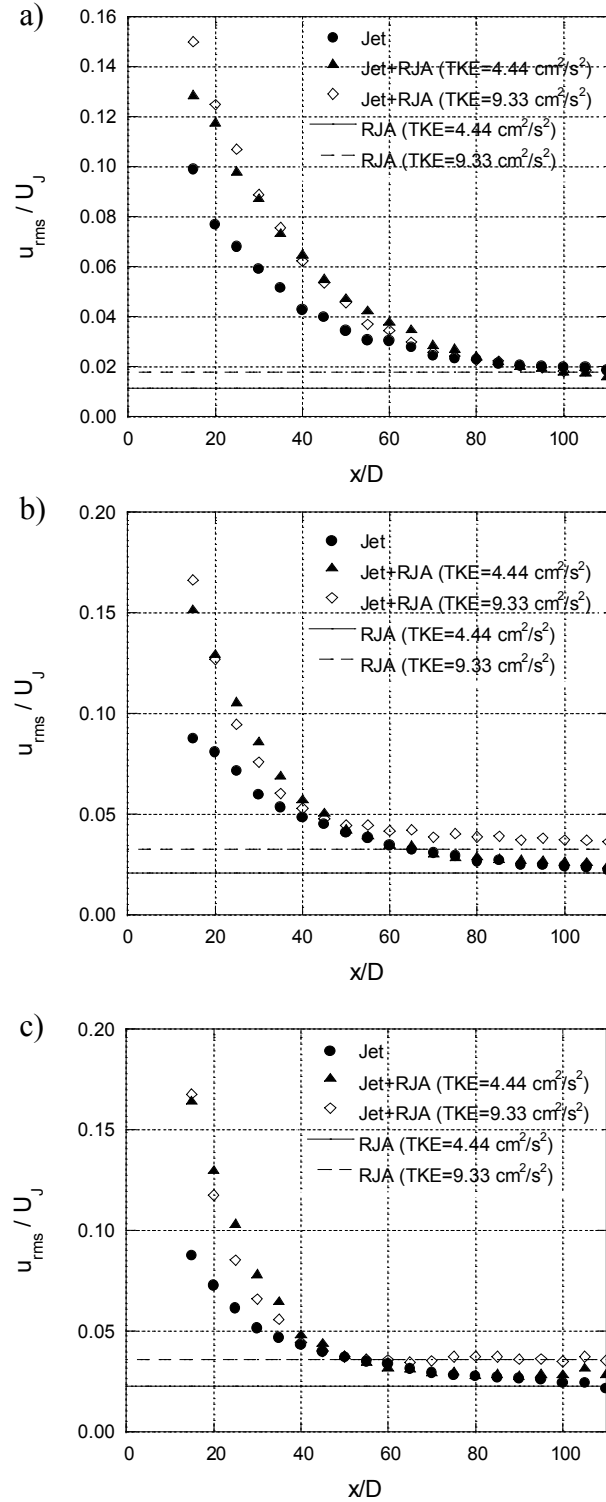 a)
0.16
0.14
0.12
0.10
0.08
0.06
0.04
0.02
0.00
u_rms / U_J
Jet
Jet+RJA (TKE=4.44 cm²/s²)
Jet+RJA (TKE=9.33 cm²/s²)
RJA (TKE=4.44 cm²/s²)
RJA (TKE=9.33 cm²/s²)
0 20 40 60 80 100
x/D
b)
0.20
0.15
0.10
0.05
0.00
u_rms / U_J
Jet
Jet+RJA (TKE=4.44 cm²/s²)
Jet+RJA (TKE=9.33 cm²/s²)
RJA (TKE=4.44 cm²/s²)
RJA (TKE=9.33 cm²/s²)
0 20 40 60 80 100
x/D
c)
0.20
0.15
0.10
0.05
0.00
u_rms / U_J
Jet
Jet+RJA (TKE=4.44 cm²/s²)
Jet+RJA (TKE=9.33 cm²/s²)
RJA (TKE=4.44 cm²/s²)
RJA (TKE=9.33 cm²/s²)
0 20 40 60 80 100
x/D